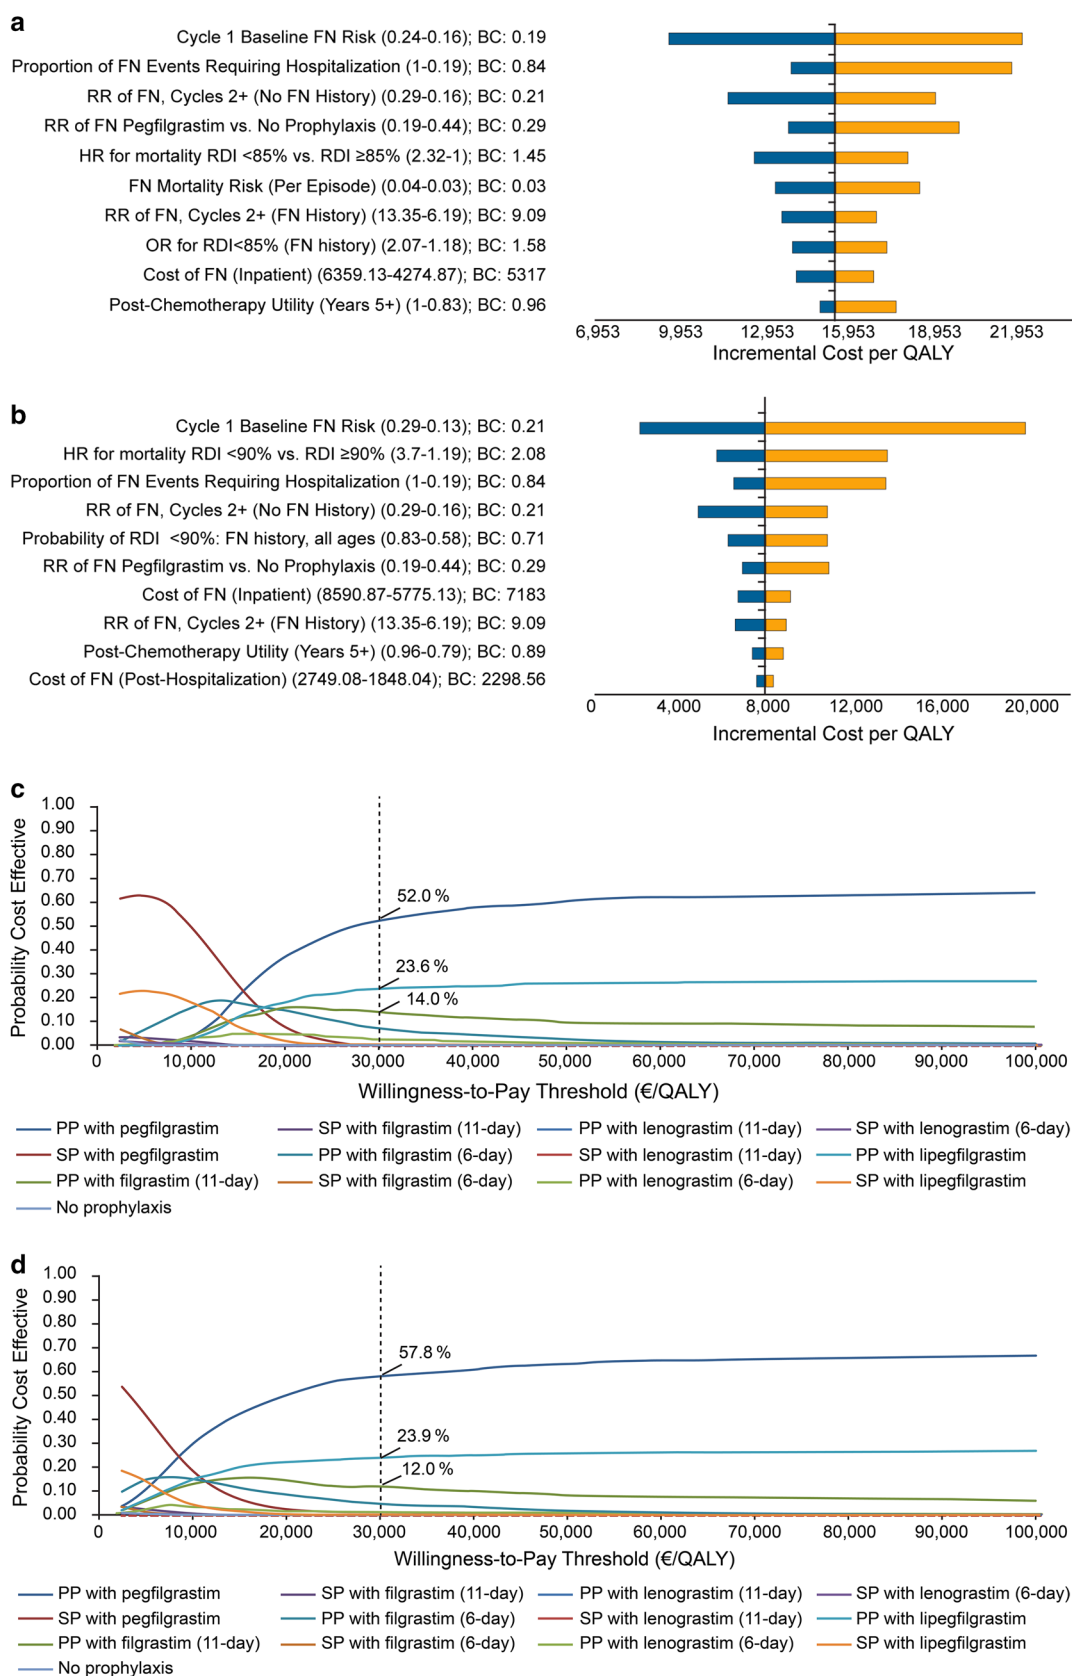 a
Cycle 1 Baseline FN Risk (0.24-0.16); BC: 0.19
Proportion of FN Events Requiring Hospitalization (1-0.19); BC: 0.84
RR of FN, Cycles 2+ (No FN History) (0.29-0.16); BC: 0.21
RR of FN Pegfilgrastim vs. No Prophylaxis (0.19-0.44); BC: 0.29
HR for mortality RDI <85% vs. RDI ≥85% (2.32-1); BC: 1.45
FN Mortality Risk (Per Episode) (0.04-0.03); BC: 0.03
RR of FN, Cycles 2+ (FN History) (13.35-6.19); BC: 9.09
OR for RDI<85% (FN history) (2.07-1.18); BC: 1.58
Cost of FN (Inpatient) (6359.13-4274.87); BC: 5317
Post-Chemotherapy Utility (Years 5+) (1-0.83); BC: 0.96
6,953 9,953 12,953 15,953 18,953 21,953
Incremental Cost per QALY
b
Cycle 1 Baseline FN Risk (0.29-0.13); BC: 0.21
HR for mortality RDI <90% vs. RDI ≥90% (3.7-1.19); BC: 2.08
Proportion of FN Events Requiring Hospitalization (1-0.19); BC: 0.84
RR of FN, Cycles 2+ (No FN History) (0.29-0.16); BC: 0.21
Probability of RDI <90%: FN history, all ages (0.83-0.58); BC: 0.71
RR of FN Pegfilgrastim vs. No Prophylaxis (0.19-0.44); BC: 0.29
Cost of FN (Inpatient) (8590.87-5775.13); BC: 7183
RR of FN, Cycles 2+ (FN History) (13.35-6.19); BC: 9.09
Post-Chemotherapy Utility (Years 5+) (0.96-0.79); BC: 0.89
Cost of FN (Post-Hospitalization) (2749.08-1848.04); BC: 2298.56
0 4,000 8,000 12,000 16,000 20,000
Incremental Cost per QALY
c
Probability Cost Effective
1.00
0.90
0.80
0.70
0.60
0.50
0.40
0.30
0.20
0.10
0.00
52.0 %
23.6 %
14.0 %
0 10,000 20,000 30,000 40,000 50,000 60,000 70,000 80,000 90,000 100,000
Willingness-to-Pay Threshold (€/QALY)
PP with pegfilgrastim SP with filgrastim (11-day) PP with lenograstim (11-day) SP with lenograstim (6-day)
SP with pegfilgrastim PP with filgrastim (6-day) SP with lenograstim (11-day) PP with lipegfilgrastim
PP with filgrastim (11-day) SP with filgrastim (6-day) PP with lenograstim (6-day) SP with lipegfilgrastim
No prophylaxis
d
Probability Cost Effective
1.00
0.90
0.80
0.70
0.60
0.50
0.40
0.30
0.20
0.10
0.00
57.8 %
23.9 %
12.0 %
0 10,000 20,000 30,000 40,000 50,000 60,000 70,000 80,000 90,000 100,000
Willingness-to-Pay Threshold (€/QALY)
PP with pegfilgrastim SP with filgrastim (11-day) PP with lenograstim (11-day) SP with lenograstim (6-day)
SP with pegfilgrastim PP with filgrastim (6-day) SP with lenograstim (11-day) PP with lipegfilgrastim
PP with filgrastim (11-day) SP with filgrastim (6-day) PP with lenograstim (6-day) SP with lipegfilgrastim
No prophylaxis